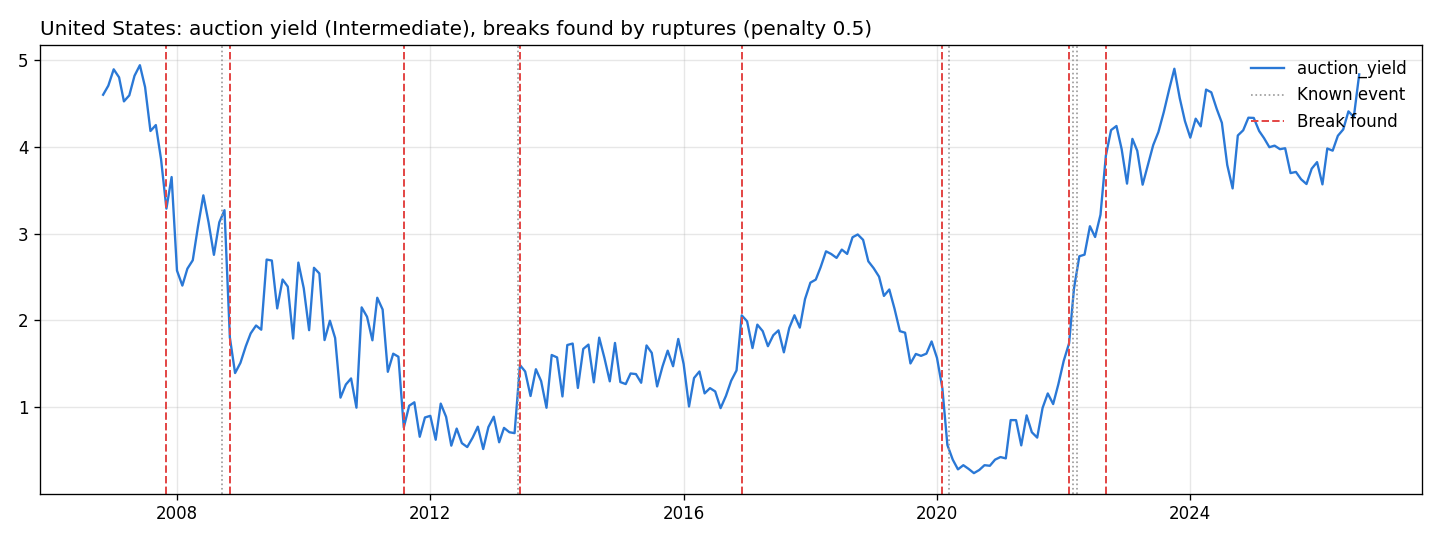 United States: auction yield (Intermediate), breaks found by ruptures (penalty 0.5)
5
4
3
2
1
auction_yield
Known event
Break found
2008 2012 2016 2020 2024